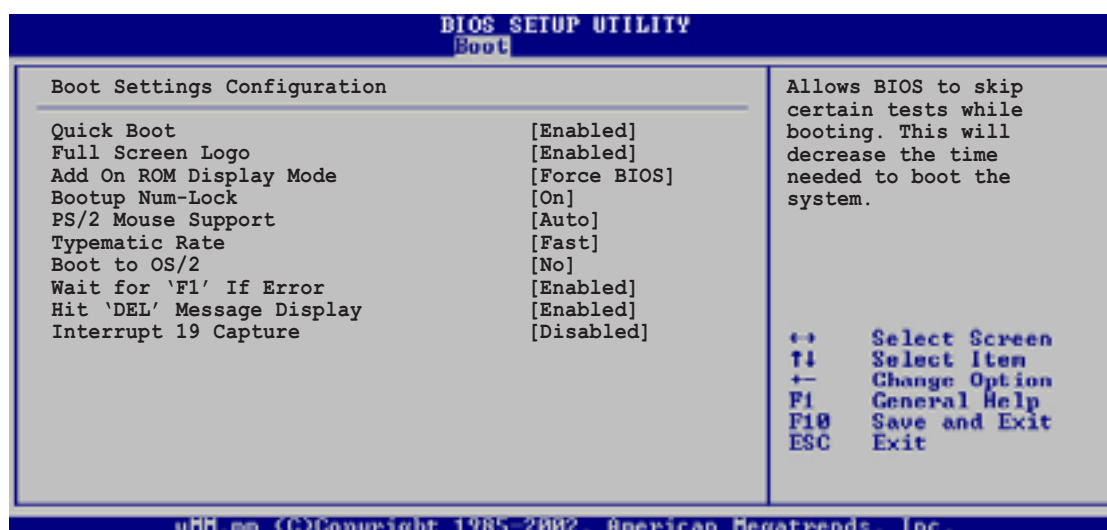 BIOS SETUP UTILITY
Boot
Boot Settings Configuration
Quick Boot [Enabled]
Full Screen Logo [Enabled]
Add On ROM Display Mode [Force BIOS]
Bootup Num-Lock [On]
PS/2 Mouse Support [Auto]
Typematic Rate [Fast]
Boot to OS/2 [No]
Wait for ‘F1’ If Error [Enabled]
Hit ‘DEL’ Message Display [Enabled]
Interrupt 19 Capture [Disabled]
Allows BIOS to skip
certain tests while
booting. This will
decrease the time
needed to boot the
system.
↔ Select Screen
↑↓ Select Item
+- Change Option
F1 General Help
F10 Save and Exit
ESC Exit
(C)Copyright 1985-2002, American Megatrends, Inc.